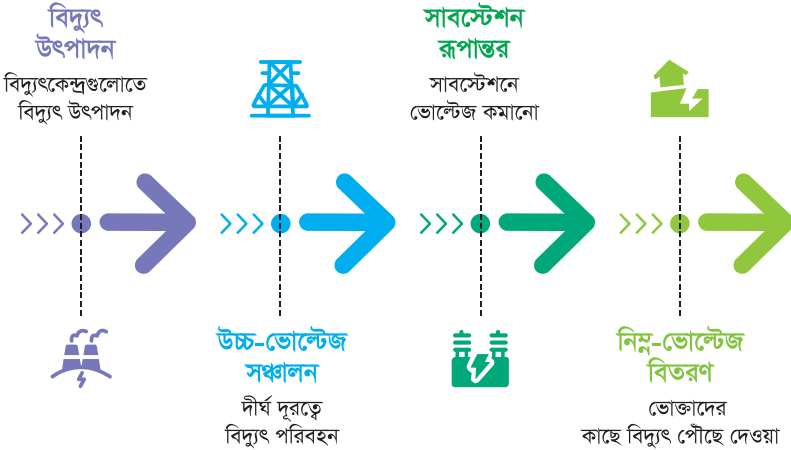 বিদ্যুৎ
উৎপাদন
বিদ্যুৎকেন্দ্রগুলোতে
বিদ্যুৎ উৎপাদন
উচ্চ-ভোল্টেজ
সঞ্চালন
দীর্ঘ দূরত্বে
বিদ্যুৎ পরিবহন
সাবস্টেশন
রূপান্তর
সাবস্টেশনে
ভোল্টেজ কমানো
নিম্ন-ভোল্টেজ
বিতরণ
ভোক্তাদের
কাছে বিদ্যুৎ পৌঁছে দেওয়া